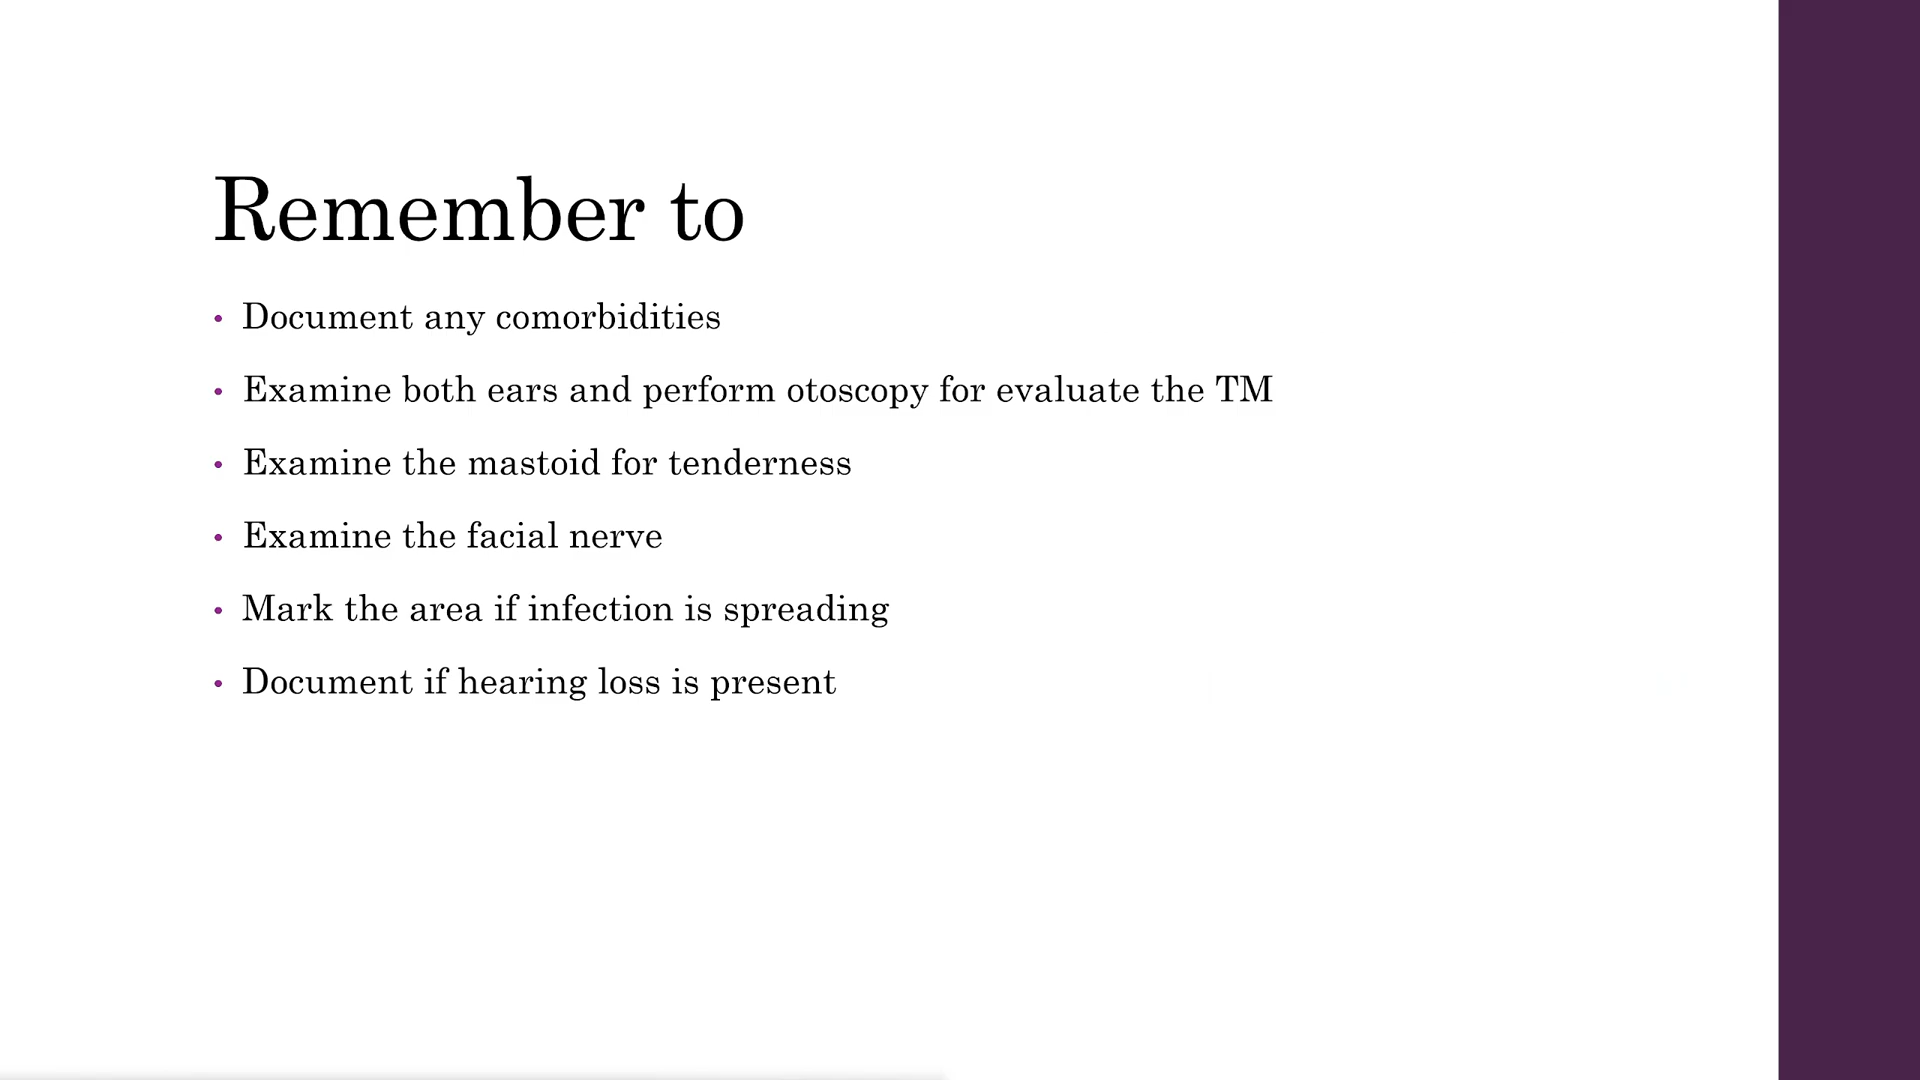 Remember to
• Document any comorbidities
• Examine both ears and perform otoscopy for evaluate the TM
• Examine the mastoid for tenderness
• Examine the facial nerve
• Mark the area if infection is spreading
• Document if hearing loss is present